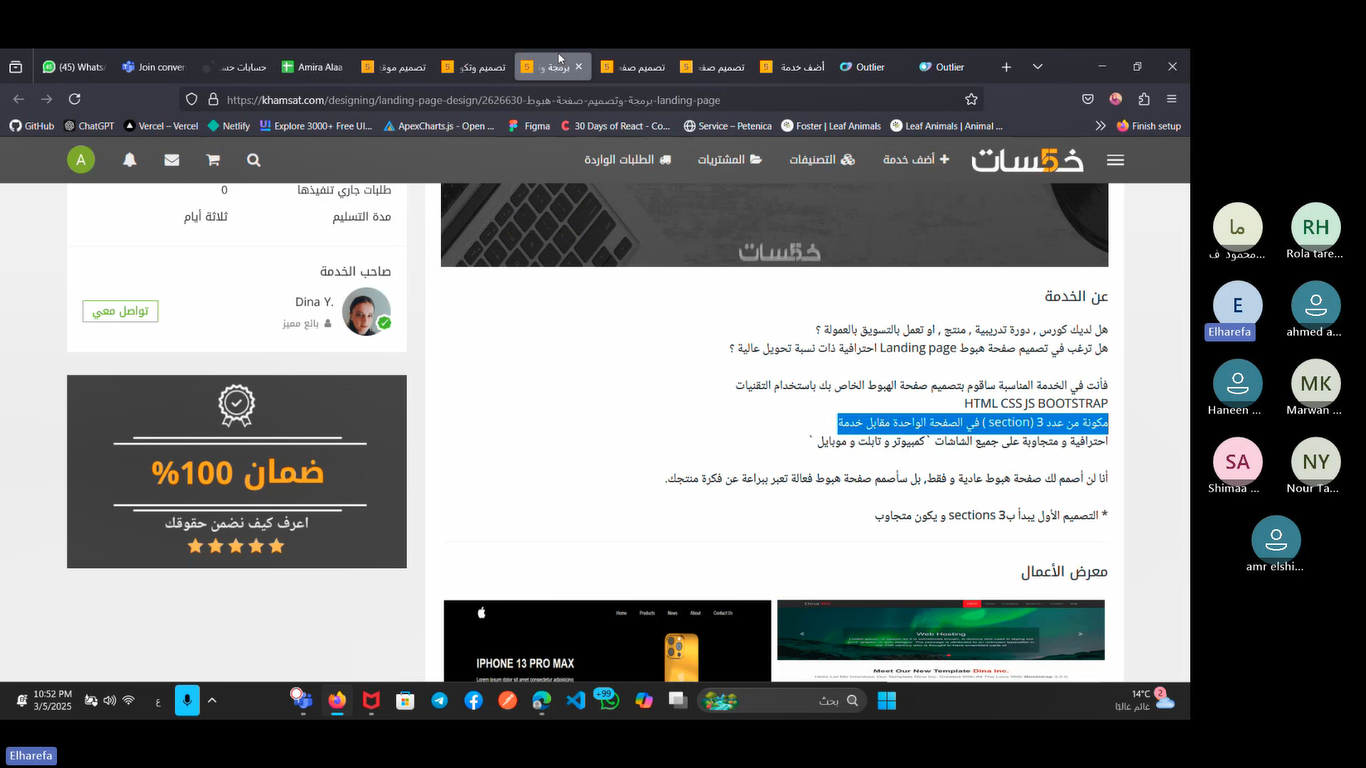 (45) Whats
Join conver
حسابات حسـ
Amira Alaa
تصميم موق
تصميم وتكو
برمجة وت
تصميم صفح
تصميم صفح
أضف خدمة
Outlier
Outlier
https://khamsat.com/designing/landing-page-design/2626630-برمجة-وتصميم-صفحة-هبوط-landing-page
GitHub
ChatGPT
Vercel – Vercel
Netlify
Explore 3000+ Free UI...
ApexCharts.js - Open ...
Figma
30 Days of React - Co...
Service – Petenica
Foster | Leaf Animals
Leaf Animals | Animal ...
Finish setup
خمسات
أضف خدمة
التصنيفات
المشتريات
الطلبات الواردة
A
طلبات جاري تنفيذها 0
مدة التسليم ثلاثة أيام
صاحب الخدمة
Dina Y.
بائع مميز
تواصل معي
ضمان 100%
اعرف كيف نضمن حقوقك
خمسات
عن الخدمة
هل لديك كورس , دورة تدريبية , منتج , او تعمل بالتسويق بالعمولة ؟
هل ترغب في تصميم صفحة هبوط Landing page احترافية ذات نسبة تحويل عالية ؟
فأنت في الخدمة المناسبة ساقوم بتصميم صفحة الهبوط الخاص بك باستخدام التقنيات
HTML CSS JS BOOTSTRAP
مكونة من عدد 3 (section ) في الصفحة الواحدة مقابل خدمة
احترافية و متجاوبة على جميع الشاشات `كمبيوتر و تابلت و موبايل `
أنا لن أصمم لك صفحة هبوط عادية و فقط, بل سأصمم صفحة هبوط فعالة تعبر ببراعة عن فكرة منتجك.
* التصميم الأول يبدأ ب3 sections و يكون متجاوب
معرض الأعمال
Home Products News About Contact Us
IPHONE 13 PRO MAX
Web Hosting
Meet Our New Template Dina Inc.
ما
محمود ف...
RH
Rola tare...
E
Elharefa
ahmed a...
Haneen ...
MK
Marwan ...
SA
Shimaa ...
NY
Nour Ta...
amr elshi...
10:52 PM
3/5/2025
ع
99+
بحث
14°C
غائم غالبًا
2
Elharefa